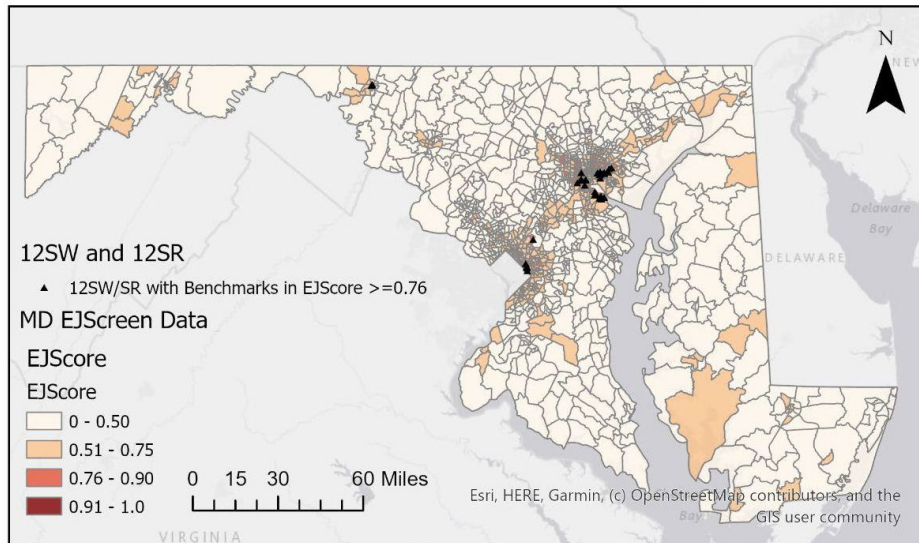 N
NEW
12SW and 12SR
12SW/SR with Benchmarks in EJScore >=0.76
MD EJScreen Data
EJScore
EJScore
0 - 0.50
0.51 - 0.75
0.76 - 0.90
0.91 - 1.0
0 15 30 60 Miles
Delaware
Bay
DELAWARE
VIRGINIA
Esri, HERE, Garmin, (c) OpenStreetMap contributors, and the
Bay
GIS user community